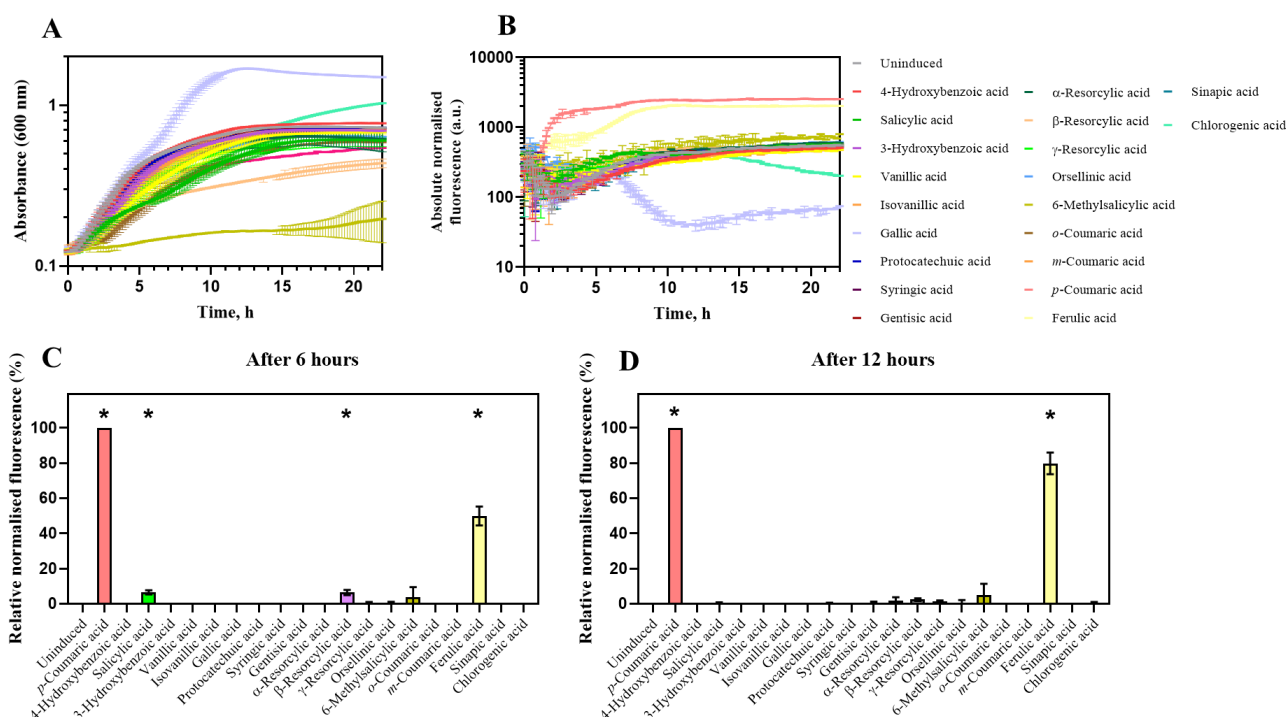 A
Absorbance (600 nm)
1
0.1
0
5
10
15
20
Time, h
B
Absolute normalised
fluorescence (a.u.)
10000
1000
100
10
0
5
10
15
20
Time, h
Uninduced
4-Hydroxybenzoic acid
Salicylic acid
3-Hydroxybenzoic acid
Vanillic acid
Isovanillic acid
Gallic acid
Protocatechuic acid
Syringic acid
Gentisic acid
α-Resorcylic acid
β-Resorcylic acid
γ-Resorcylic acid
Orsellinic acid
6-Methylsalicylic acid
o-Coumaric acid
m-Coumaric acid
p-Coumaric acid
Ferulic acid
Sinapic acid
Chlorogenic acid
C
After 6 hours
Relative normalised fluorescence (%)
100
80
60
40
20
0
* * * *
Uninduced
p-Coumaric acid
4-Hydroxybenzoic acid
Salicylic acid
3-Hydroxybenzoic acid
Vanillic acid
Isovanillic acid
Gallic acid
Protocatechuic acid
Syringic acid
Gentisic acid
α-Resorcylic acid
β-Resorcylic acid
γ-Resorcylic acid
Orsellinic acid
6-Methylsalicylic acid
o-Coumaric acid
m-Coumaric acid
Ferulic acid
Sinapic acid
Chlorogenic acid
D
After 12 hours
Relative normalised fluorescence (%)
100
80
60
40
20
0
* *
Uninduced
p-Coumaric acid
4-Hydroxybenzoic acid
Salicylic acid
3-Hydroxybenzoic acid
Vanillic acid
Isovanillic acid
Gallic acid
Protocatechuic acid
Syringic acid
Gentisic acid
α-Resorcylic acid
β-Resorcylic acid
γ-Resorcylic acid
Orsellinic acid
6-Methylsalicylic acid
o-Coumaric acid
m-Coumaric acid
Ferulic acid
Sinapic acid
Chlorogenic acid